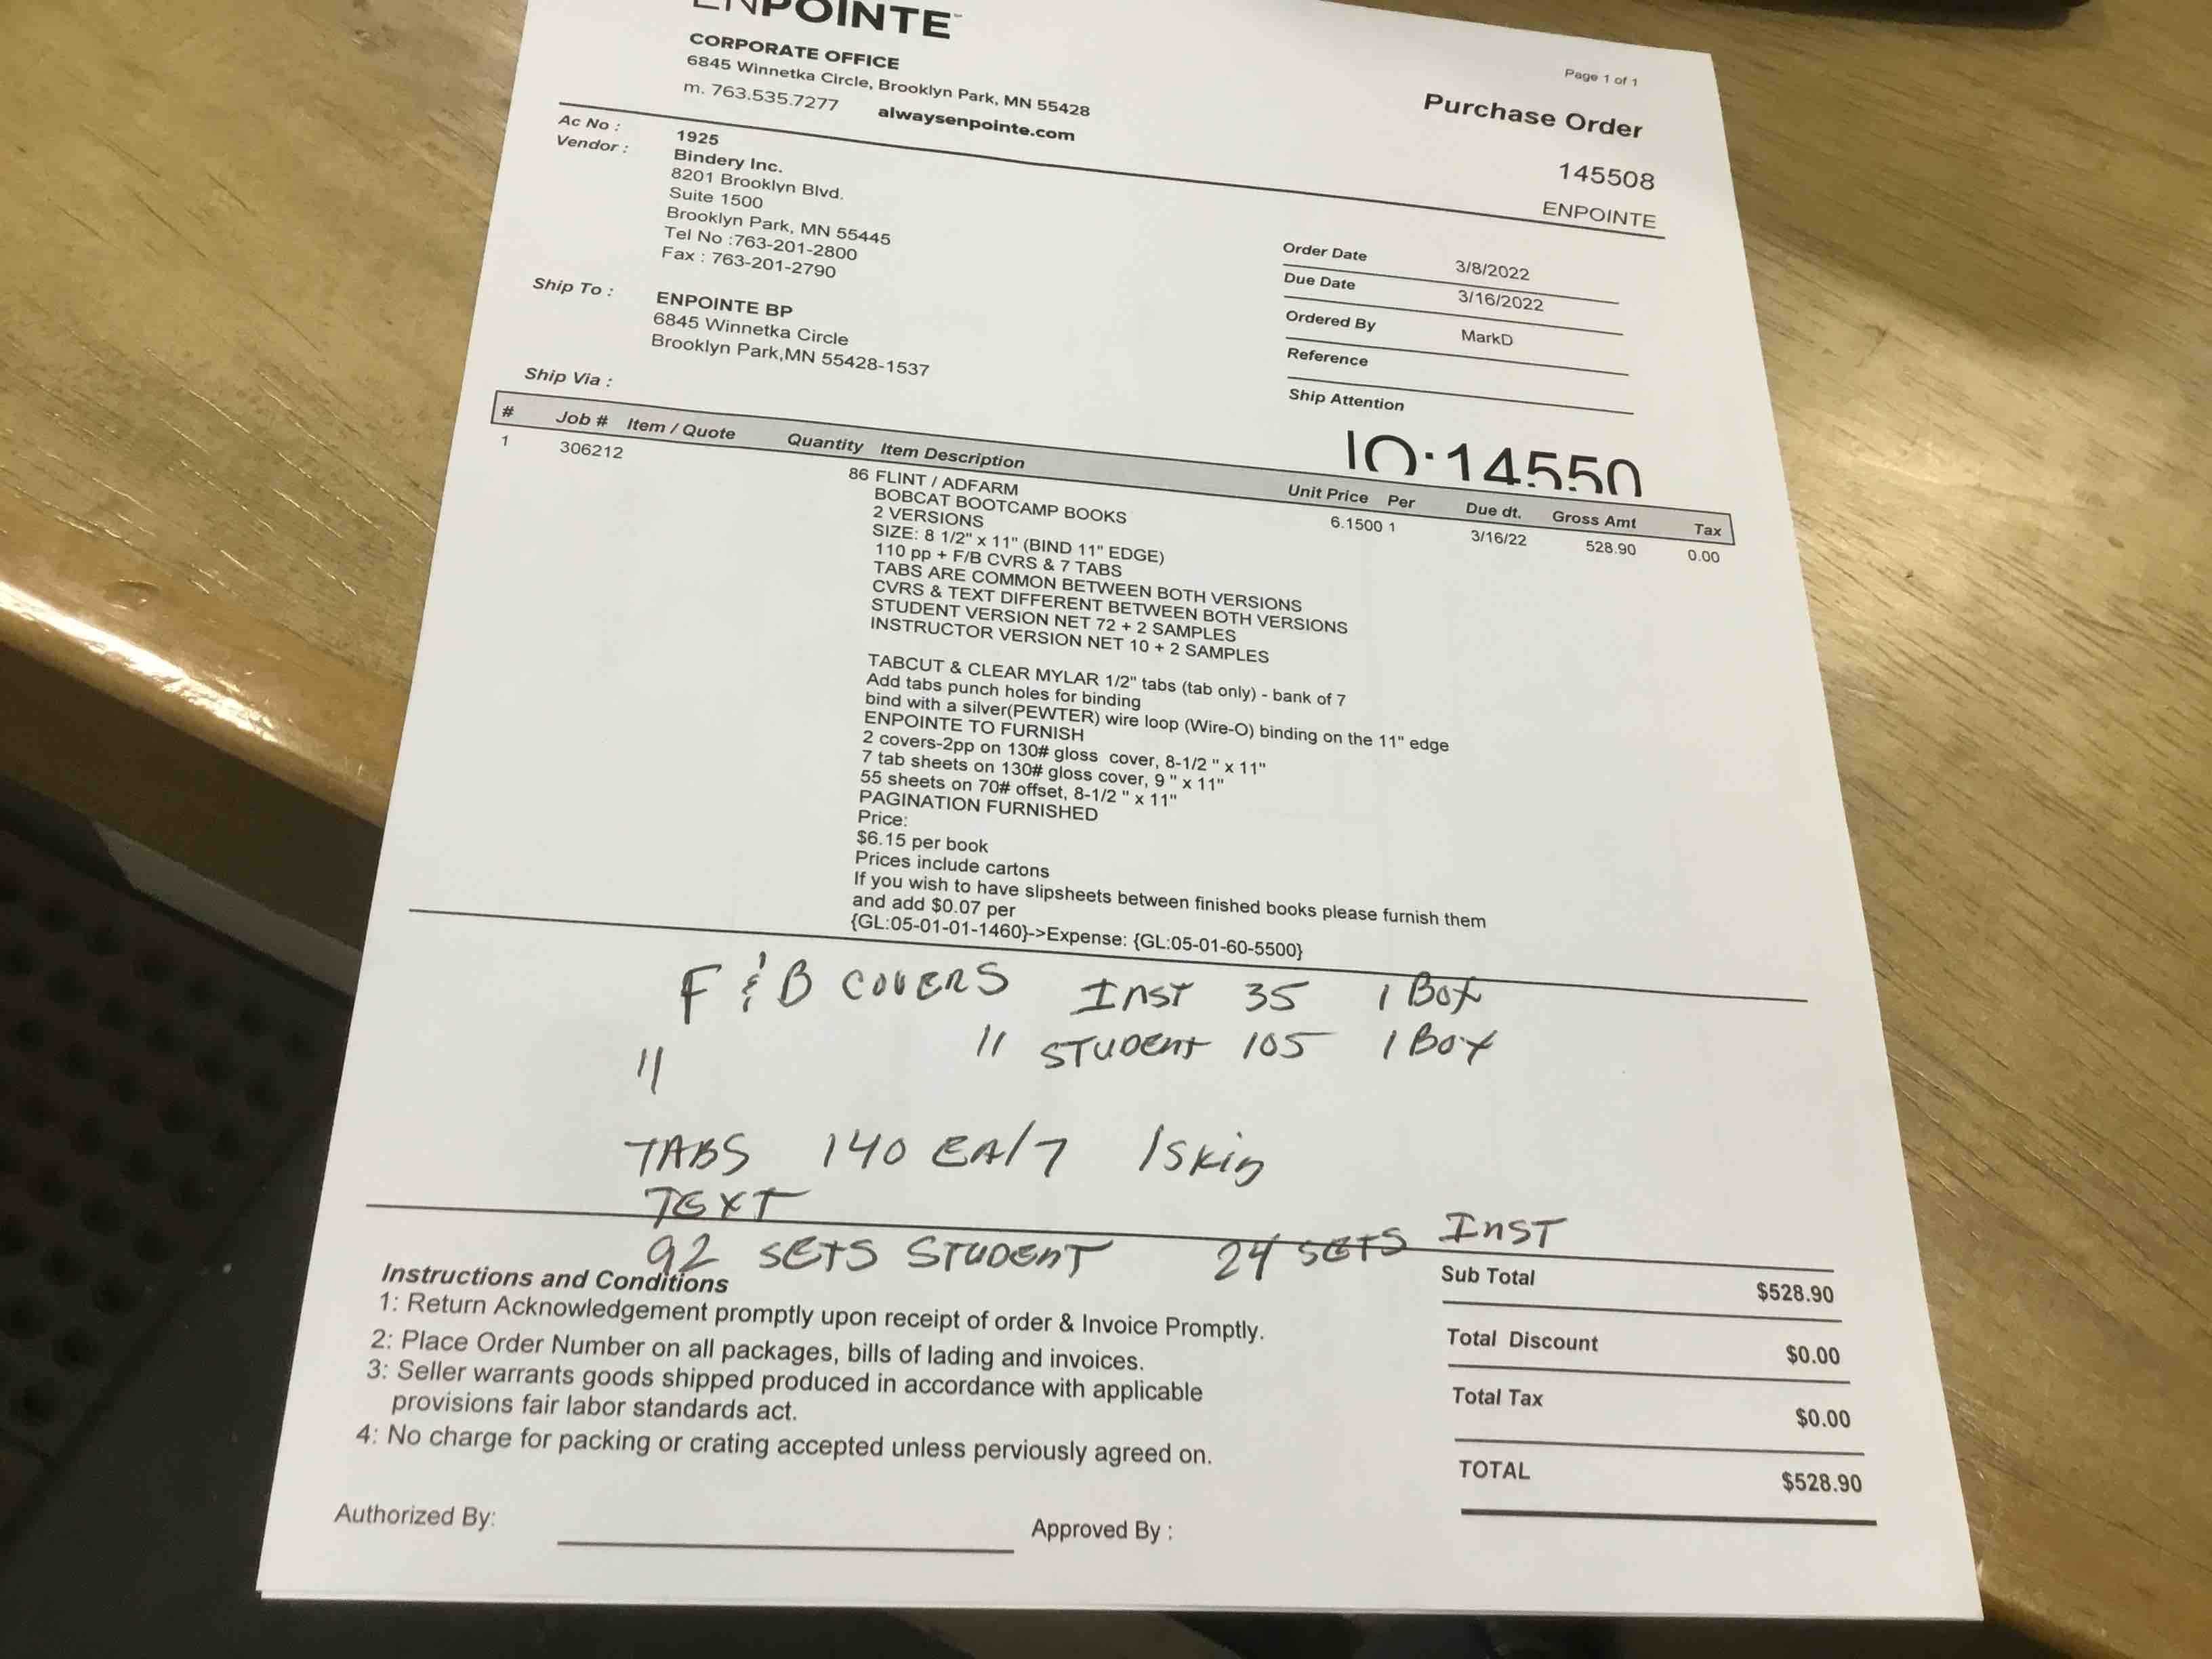 ENPOINTE
CORPORATE OFFICE
6845 Winnetka Circle, Brooklyn Park, MN 55428
m. 763.535.7277 alwaysenpointe.com
Page 1 of 1
Purchase Order
145508
ENPOINTE
Ac No : 1925
Vendor : Bindery Inc.
8201 Brooklyn Blvd.
Suite 1500
Brooklyn Park, MN 55445
Tel No :763-201-2800
Fax : 763-201-2790
Ship To : ENPOINTE BP
6845 Winnetka Circle
Brooklyn Park,MN 55428-1537
Ship Via :
Order Date 3/8/2022
Due Date 3/16/2022
Ordered By MarkD
Reference
Ship Attention
14550
# Job # Item / Quote Quantity Item Description Unit Price Per Due dt. Gross Amt Tax
1 306212 86 FLINT / ADFARM 6.1500 1 3/16/22 528.90 0.00
BOBCAT BOOTCAMP BOOKS
2 VERSIONS
SIZE: 8 1/2" x 11" (BIND 11" EDGE)
110 pp + F/B CVRS & 7 TABS
TABS ARE COMMON BETWEEN BOTH VERSIONS
CVRS & TEXT DIFFERENT BETWEEN BOTH VERSIONS
STUDENT VERSION NET 72 + 2 SAMPLES
INSTRUCTOR VERSION NET 10 + 2 SAMPLES
TABCUT & CLEAR MYLAR 1/2" tabs (tab only) - bank of 7
Add tabs punch holes for binding
bind with a silver(PEWTER) wire loop (Wire-O) binding on the 11" edge
ENPOINTE TO FURNISH
2 covers-2pp on 130# gloss cover, 8-1/2 " x 11"
7 tab sheets on 130# gloss cover, 9 " x 11"
55 sheets on 70# offset, 8-1/2 " x 11"
PAGINATION FURNISHED
Price:
$6.15 per book
Prices include cartons
If you wish to have slipsheets between finished books please furnish them
and add $0.07 per
{GL:05-01-01-1460}->Expense: {GL:05-01-60-5500}
F & B COVERS INST 35 1 BOX
" " STUDENT 105 1 BOX
TABS 140 EA/7 1 SKID
TEXT
92 SETS STUDENT 24 SETS INST
Instructions and Conditions
1: Return Acknowledgement promptly upon receipt of order & Invoice Promptly.
2: Place Order Number on all packages, bills of lading and invoices.
3: Seller warrants goods shipped produced in accordance with applicable
provisions fair labor standards act.
4: No charge for packing or crating accepted unless perviously agreed on.
Sub Total $528.90
Total Discount $0.00
Total Tax $0.00
TOTAL $528.90
Authorized By:
Approved By :